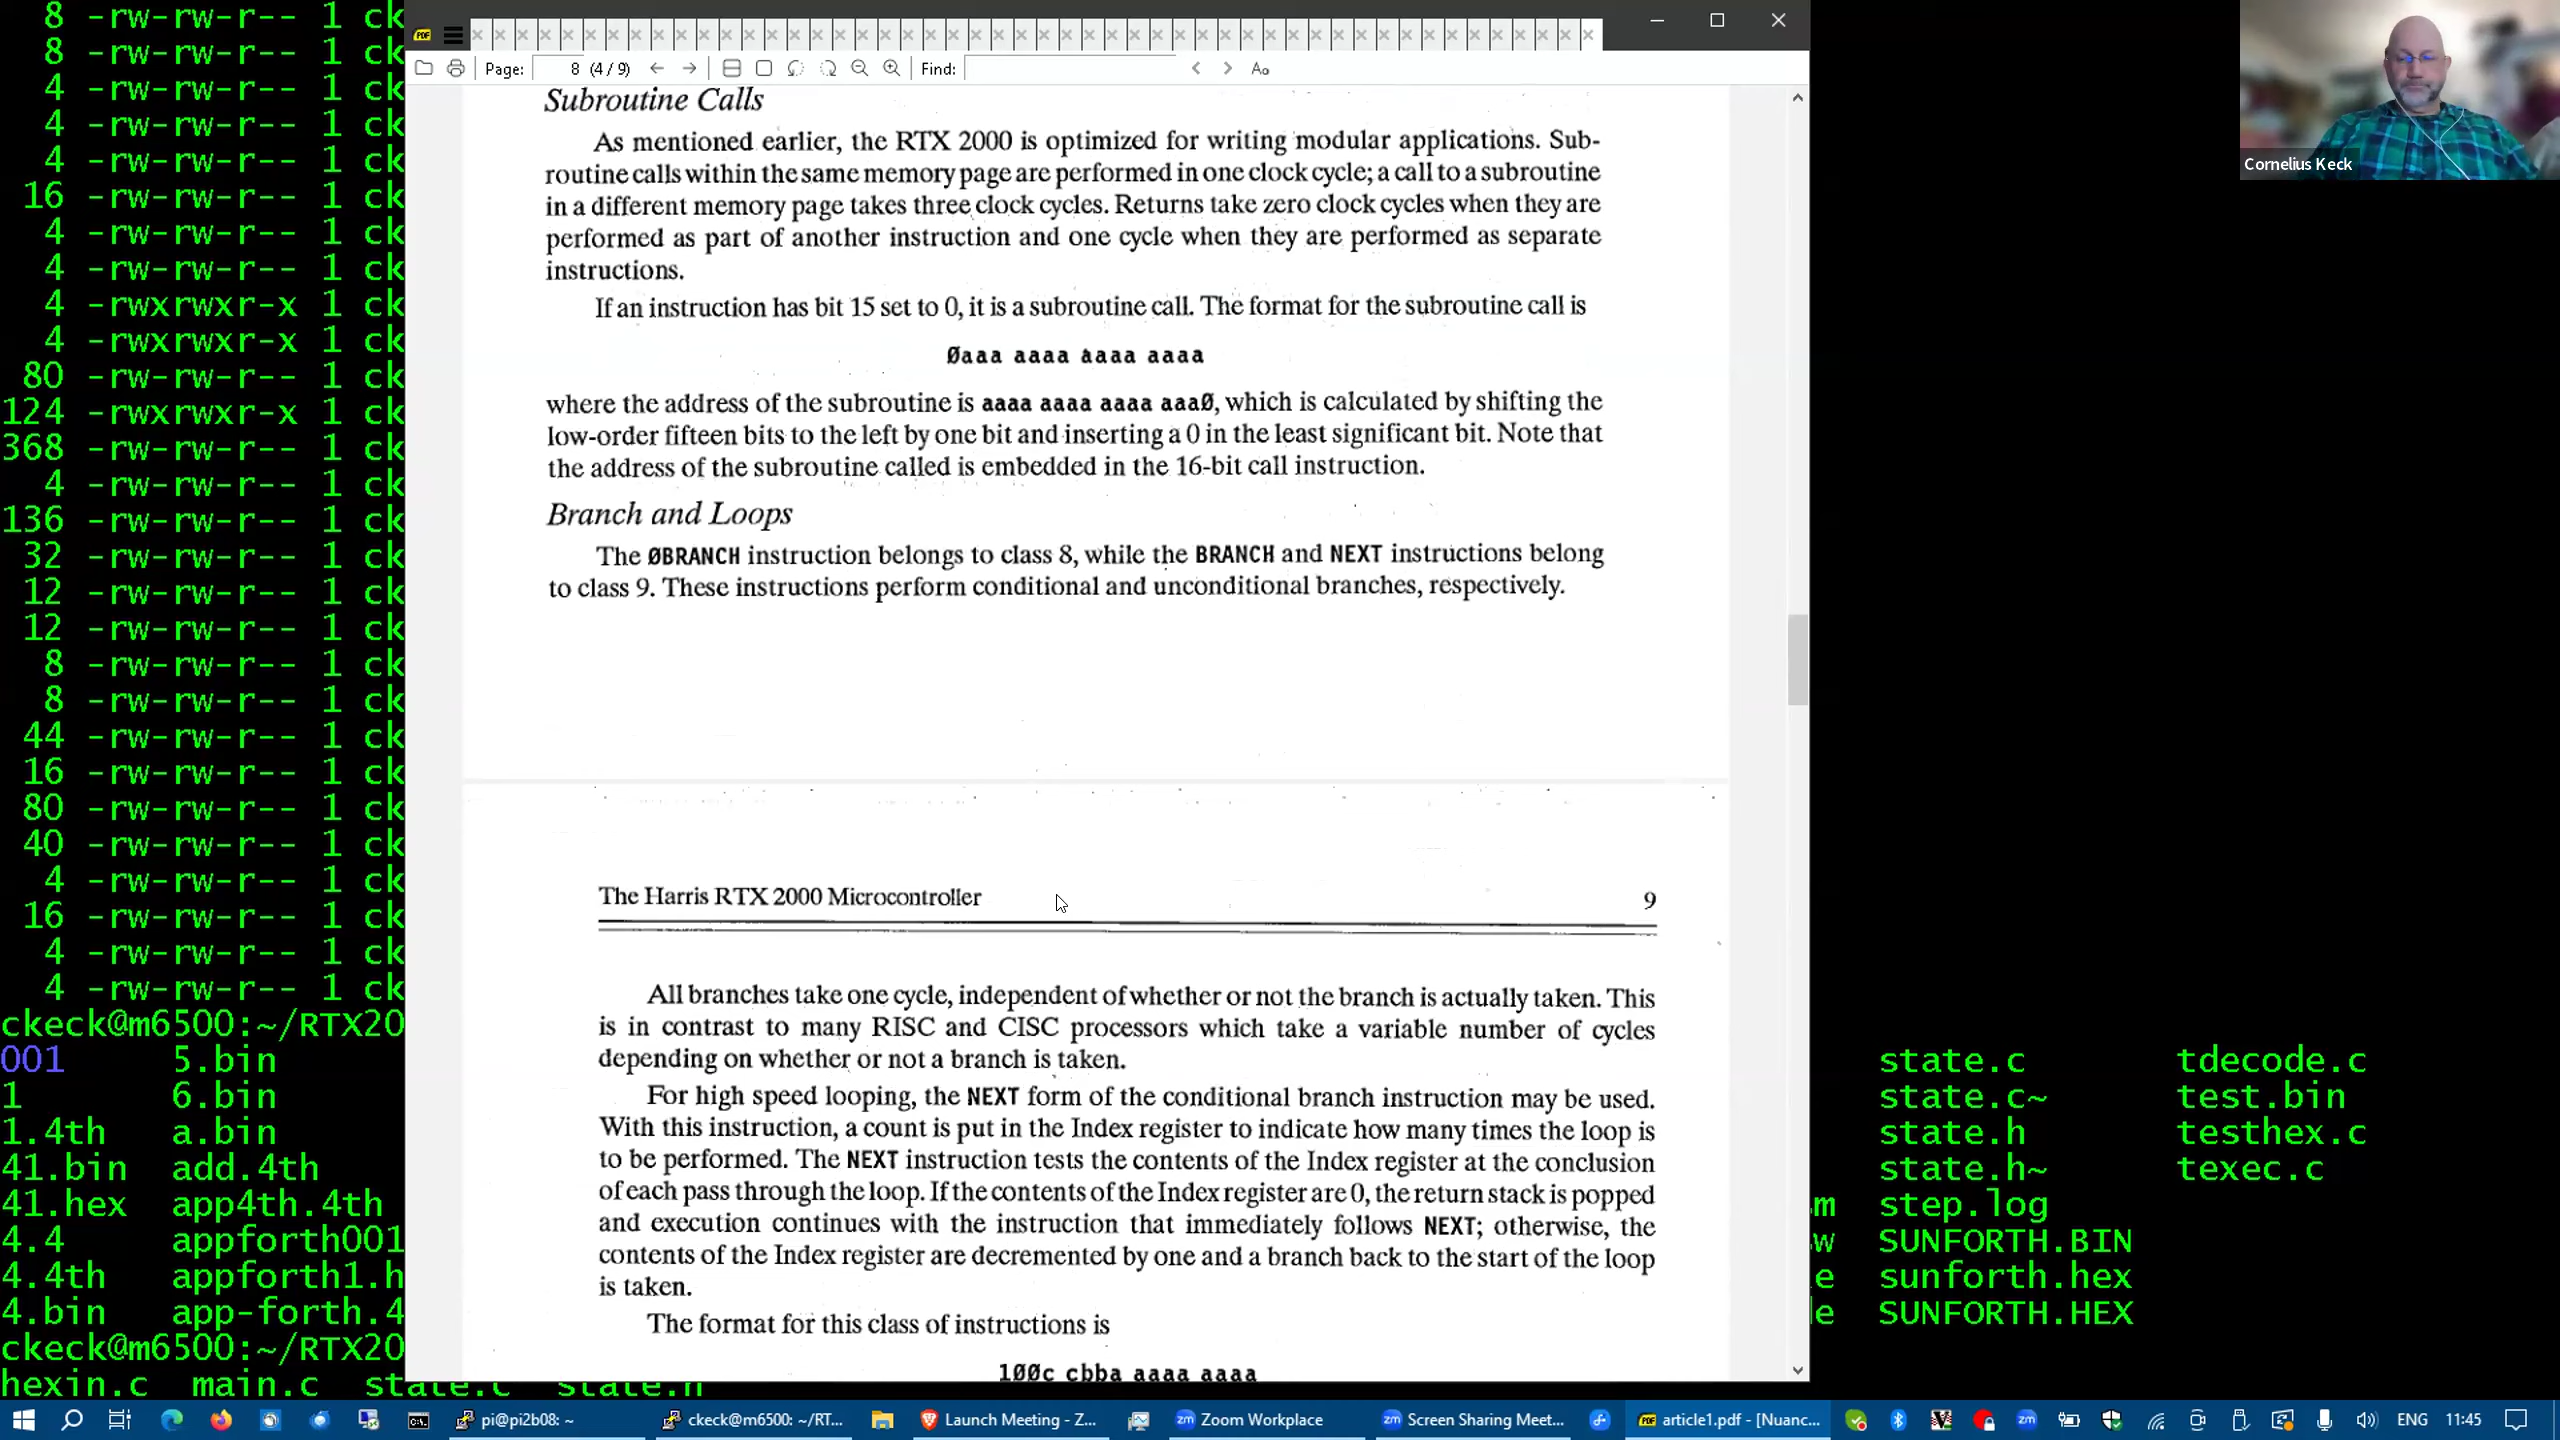 8 -rw-rw-r-- 1 ck
8 -rw-rw-r-- 1 ck
4 -rw-rw-r-- 1 ck
4 -rw-rw-r-- 1 ck
4 -rw-rw-r-- 1 ck
16 -rw-rw-r-- 1 ck
4 -rw-rw-r-- 1 ck
4 -rw-rw-r-- 1 ck
4 -rwxrwxr-x 1 ck
4 -rwxrwxr-x 1 ck
80 -rw-rw-r-- 1 ck
124 -rwxrwxr-x 1 ck
368 -rw-rw-r-- 1 ck
4 -rw-rw-r-- 1 ck
136 -rw-rw-r-- 1 ck
32 -rw-rw-r-- 1 ck
12 -rw-rw-r-- 1 ck
12 -rw-rw-r-- 1 ck
8 -rw-rw-r-- 1 ck
8 -rw-rw-r-- 1 ck
44 -rw-rw-r-- 1 ck
16 -rw-rw-r-- 1 ck
80 -rw-rw-r-- 1 ck
40 -rw-rw-r-- 1 ck
4 -rw-rw-r-- 1 ck
16 -rw-rw-r-- 1 ck
4 -rw-rw-r-- 1 ck
4 -rw-rw-r-- 1 ck
ckeck@m6500:~/RTX20
001 5.bin
1 6.bin
1.4th a.bin
41.bin add.4th
41.hex app4th.4th
4.4 appforth001
4.4th appforth1.h
4.bin app-forth.4
ckeck@m6500:~/RTX20
hexin.c main.c state.c state.h
PDF
Page: 8 (4 / 9) Find:
Subroutine Calls
As mentioned earlier, the RTX 2000 is optimized for writing modular applications. Sub-
routine calls within the same memory page are performed in one clock cycle; a call to a subroutine
in a different memory page takes three clock cycles. Returns take zero clock cycles when they are
performed as part of another instruction and one cycle when they are performed as separate
instructions.
If an instruction has bit 15 set to 0, it is a subroutine call. The format for the subroutine call is
Øaaa aaaa aaaa aaaa
where the address of the subroutine is aaaa aaaa aaaa aaaØ, which is calculated by shifting the
low-order fifteen bits to the left by one bit and inserting a 0 in the least significant bit. Note that
the address of the subroutine called is embedded in the 16-bit call instruction.
Branch and Loops
The ØBRANCH instruction belongs to class 8, while the BRANCH and NEXT instructions belong
to class 9. These instructions perform conditional and unconditional branches, respectively.
The Harris RTX 2000 Microcontroller 9
All branches take one cycle, independent of whether or not the branch is actually taken. This
is in contrast to many RISC and CISC processors which take a variable number of cycles
depending on whether or not a branch is taken.
For high speed looping, the NEXT form of the conditional branch instruction may be used.
With this instruction, a count is put in the Index register to indicate how many times the loop is
to be performed. The NEXT instruction tests the contents of the Index register at the conclusion
of each pass through the loop. If the contents of the Index register are 0, the return stack is popped
and execution continues with the instruction that immediately follows NEXT; otherwise, the
contents of the Index register are decremented by one and a branch back to the start of the loop
is taken.
The format for this class of instructions is
1ØØc cbba aaaa aaaa
Cornelius Keck
state.c tdecode.c
state.c~ test.bin
state.h testhex.c
state.h~ texec.c
m step.log
w SUNFORTH.BIN
e sunforth.hex
de SUNFORTH.HEX
pi@pi2b08: ~ ckeck@m6500: ~/RT... Launch Meeting - Z... zm Zoom Workplace zm Screen Sharing Meet... PDF article1.pdf - [Nuanc... zm ENG 11:45